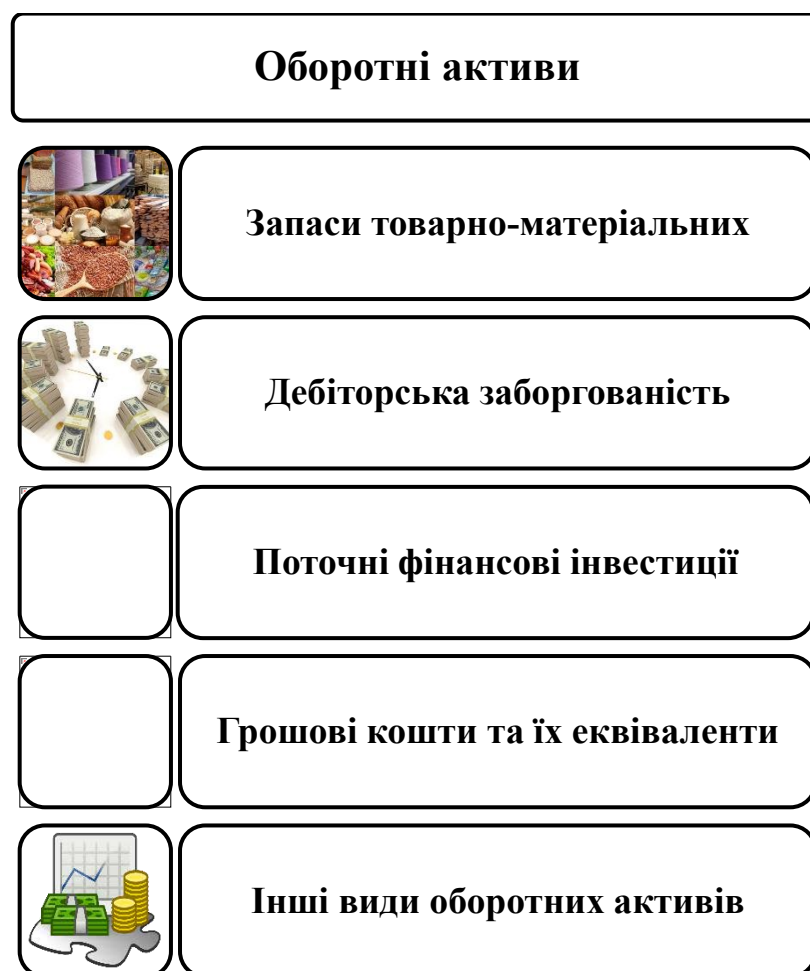 Оборотні активи
Запаси товарно-матеріальних
Дебіторська заборгованість
Поточні фінансові інвестиції
Грошові кошти та їх еквіваленти
Інші види оборотних активів